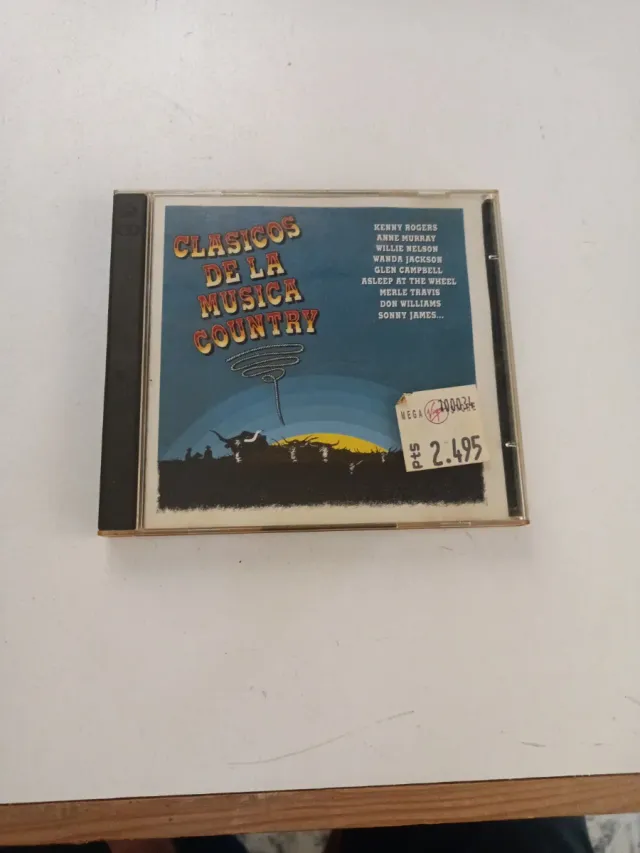 CLASICOS
DE LA
MUSICA
COUNTRY
KENNY ROGERS
ANNE MURRAY
WILLIE NELSON
WANDA JACKSON
GLEN CAMPBELL
ASLEEP AT THE WHEEL
MERLE TRAVIS
DON WILLIAMS
SONNY JAMES...
MEGA
pts 2.495